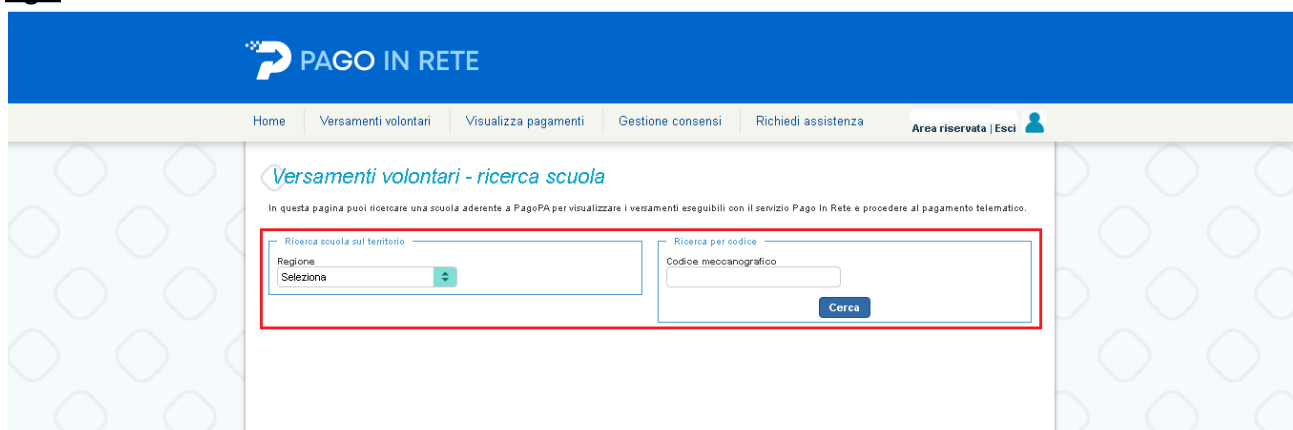 PAGO IN RETE
Home Versamenti volontari Visualizza pagamenti Gestione consensi Richiedi assistenza Area riservata | Esci
Versamenti volontari - ricerca scuola
In questa pagina puoi ricercare una scuola aderente a PagoPA per visualizzare i versamenti eseguibili con il servizio Pago In Rete e procedere al pagamento telematico.
Ricerca scuola sul territorio
Regione
Seleziona
Ricerca per codice
Codice meccanografico
Cerca